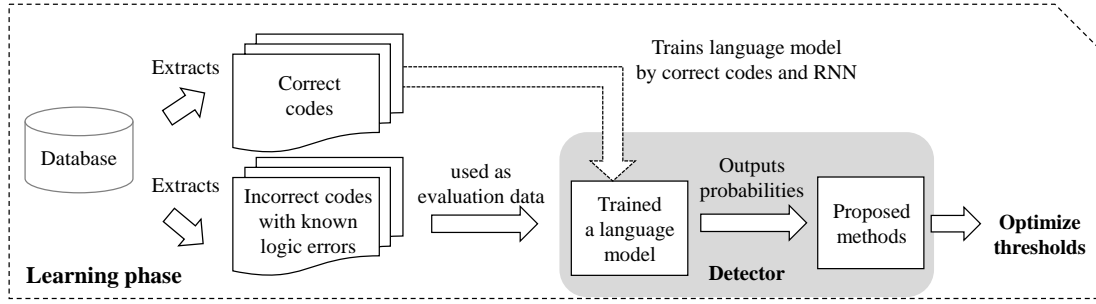 Extracts
Correct
codes
Trains language model
by correct codes and RNN
Database
Extracts
Incorrect codes
with known
logic errors
used as
evaluation data
Trained
a language
model
Outputs
probabilities
Proposed
methods
Optimize
thresholds
Detector
Learning phase